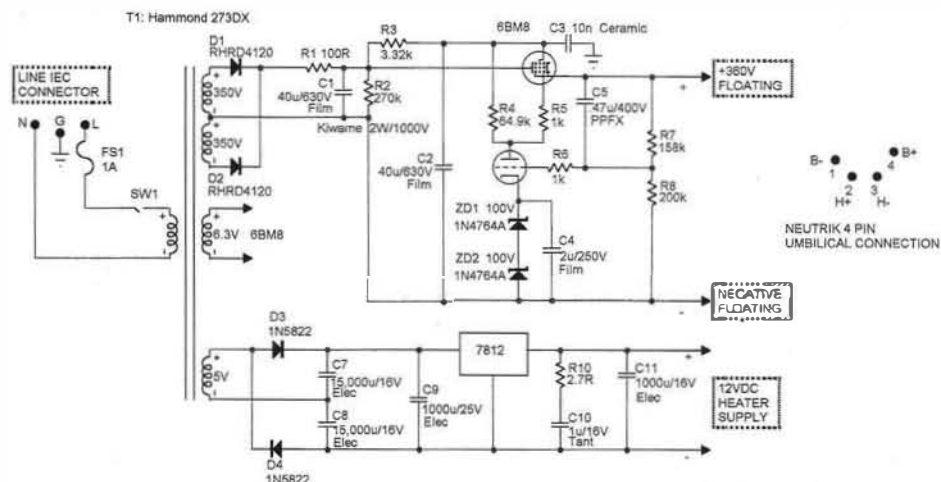 T1: Hammond 273DX
LINE IEC
CONNECTOR
N
G
L
FS1
1A
SW1
D1
RHRD4120
+
350V
-
+
350V
-
D2
RHRD4120
+
+
6.3V
-
6BM8
R1 100R
C1
40u/630V
Film
R2
270k
Kiwame 2W/1000V
R3
3.32k
C2
40u/630V
Film
6BM8
C3 10n Ceramic
R4
64.9k
R5
1k
R6
1k
C5
47u/400V
PPFX
R7
158k
R8
200k
ZD1 100V
1N4764A
ZD2 100V
1N4764A
C4
2u/250V
Film
+
+360V
FLOATING
-
NEGATIVE
FLOATING
B-
1
2
H+
3
H-
4
B+
NEUTRIK 4 PIN
UMBILICAL CONNECTION
+
5V
-
D3
1N5822
D4
1N5822
C7
15,000u/16V
Elec
C8
15,000u/16V
Elec
C9
1000u/25V
Elec
7812
R10
2.7R
C10
1u/16V
Tant
C11
1000u/16V
Elec
+
12VDC
HEATER
SUPPLY
-